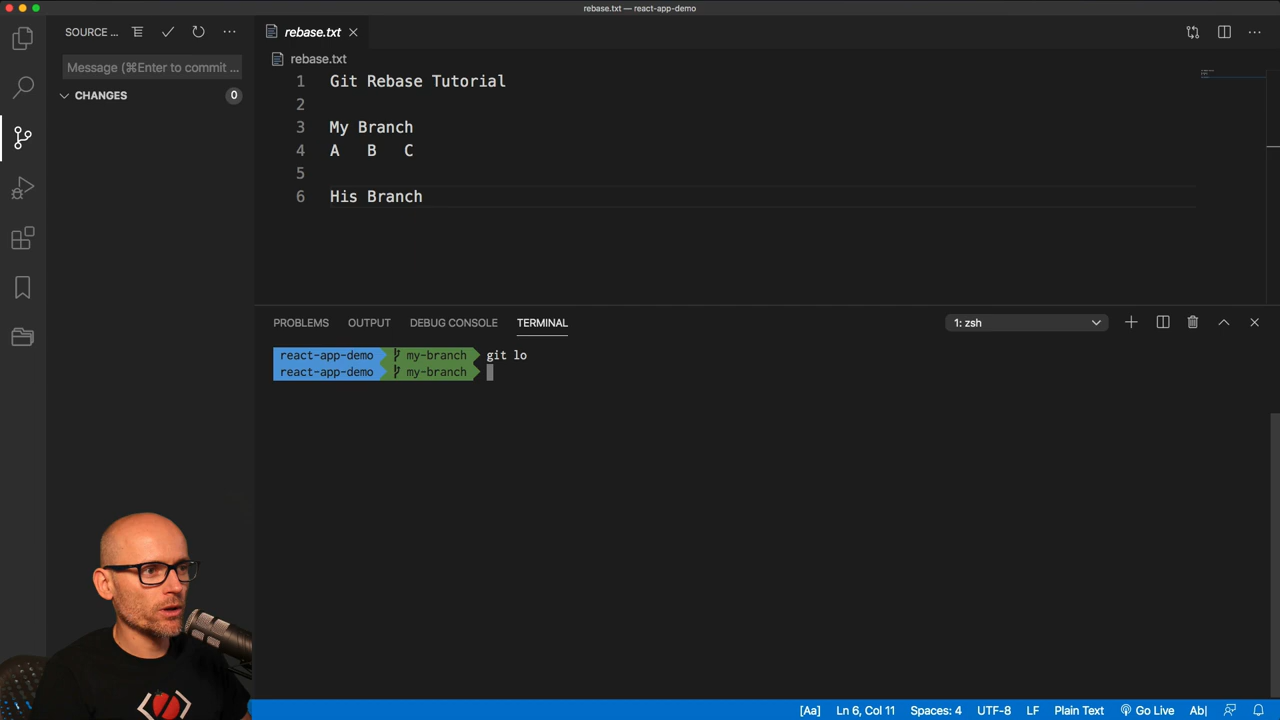 rebase.txt — react-app-demo
SOURCE ...
rebase.txt
Message (⌘Enter to commit ...
CHANGES
0
rebase.txt
1 Git Rebase Tutorial
2
3 My Branch
4 A B C
5
6 His Branch
PROBLEMS OUTPUT DEBUG CONSOLE TERMINAL
1: zsh
react-app-demo my-branch git lo
react-app-demo my-branch
[Aa] Ln 6, Col 11 Spaces: 4 UTF-8 LF Plain Text Go Live Ab|